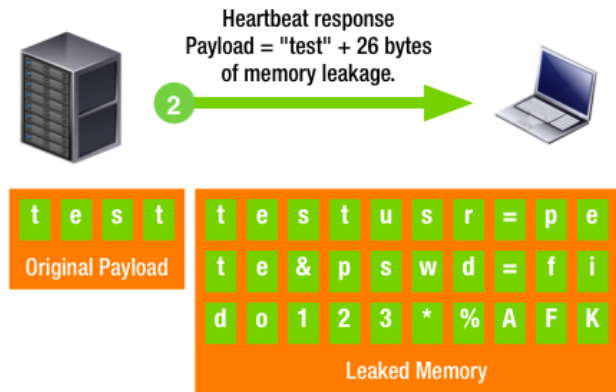 Heartbeat response
Payload = "test" + 26 bytes
of memory leakage.
2
t e s t
Original Payload
t e s t u s r = p e
t e & p s w d = f i
d o 1 2 3 * % A F K
Leaked Memory